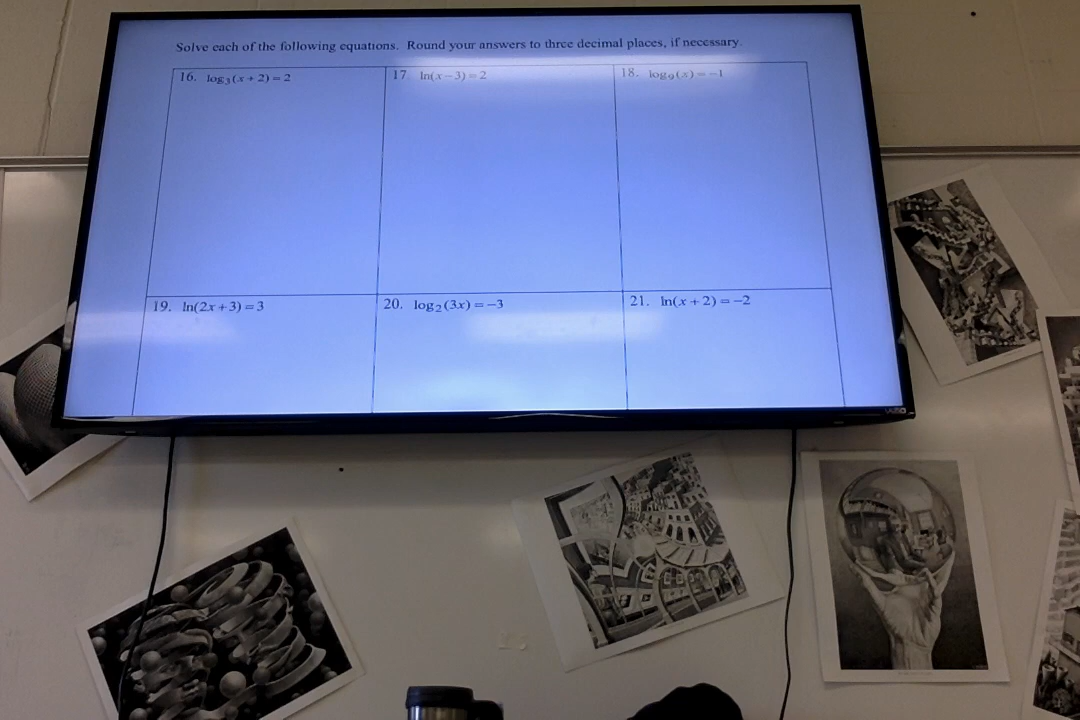 Solve each of the following equations. Round your answers to three decimal places, if necessary.
16. log₃(x + 2) = 2
17. ln(x − 3) = 2
18. log₉(x) = −1
19. ln(2x + 3) = 3
20. log₂(3x) = −3
21. ln(x + 2) = −2
VIZIO